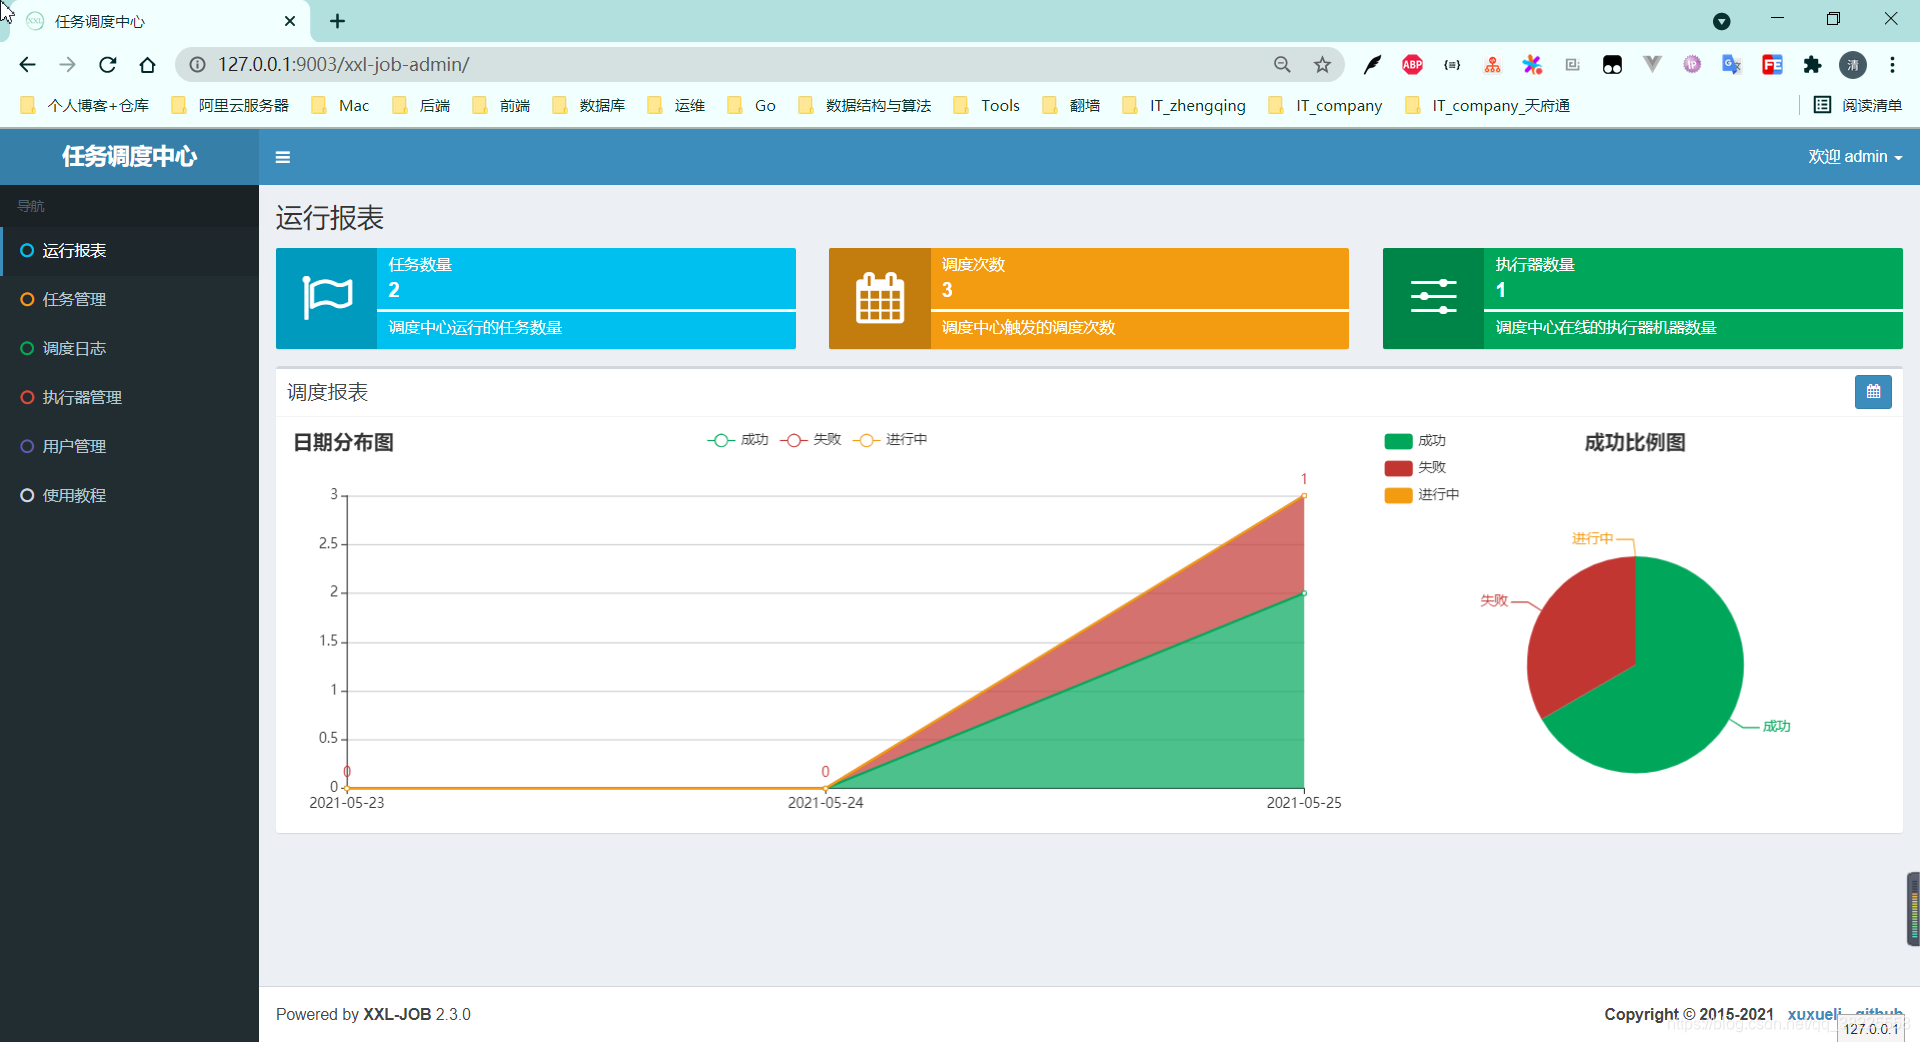 任务调度中心
127.0.0.1:9003/xxl-job-admin/
ABP
FE
清
个人博客+仓库
阿里云服务器
Mac
后端
前端
数据库
运维
Go
数据结构与算法
Tools
翻墙
IT_zhengqing
IT_company
IT_company_天府通
阅读清单
任务调度中心
欢迎 admin
导航
运行报表
任务管理
调度日志
执行器管理
用户管理
使用教程
运行报表
任务数量
2
调度中心运行的任务数量
调度次数
3
调度中心触发的调度次数
执行器数量
1
调度中心在线的执行器机器数量
调度报表
日期分布图
成功
失败
进行中
3
2.5
2
1.5
1
0.5
0
0
0
1
2021-05-23
2021-05-24
2021-05-25
成功
失败
进行中
成功比例图
进行中
失败
成功
Powered by XXL-JOB 2.3.0
Copyright © 2015-2021 xuxueli github
127.0.0.1